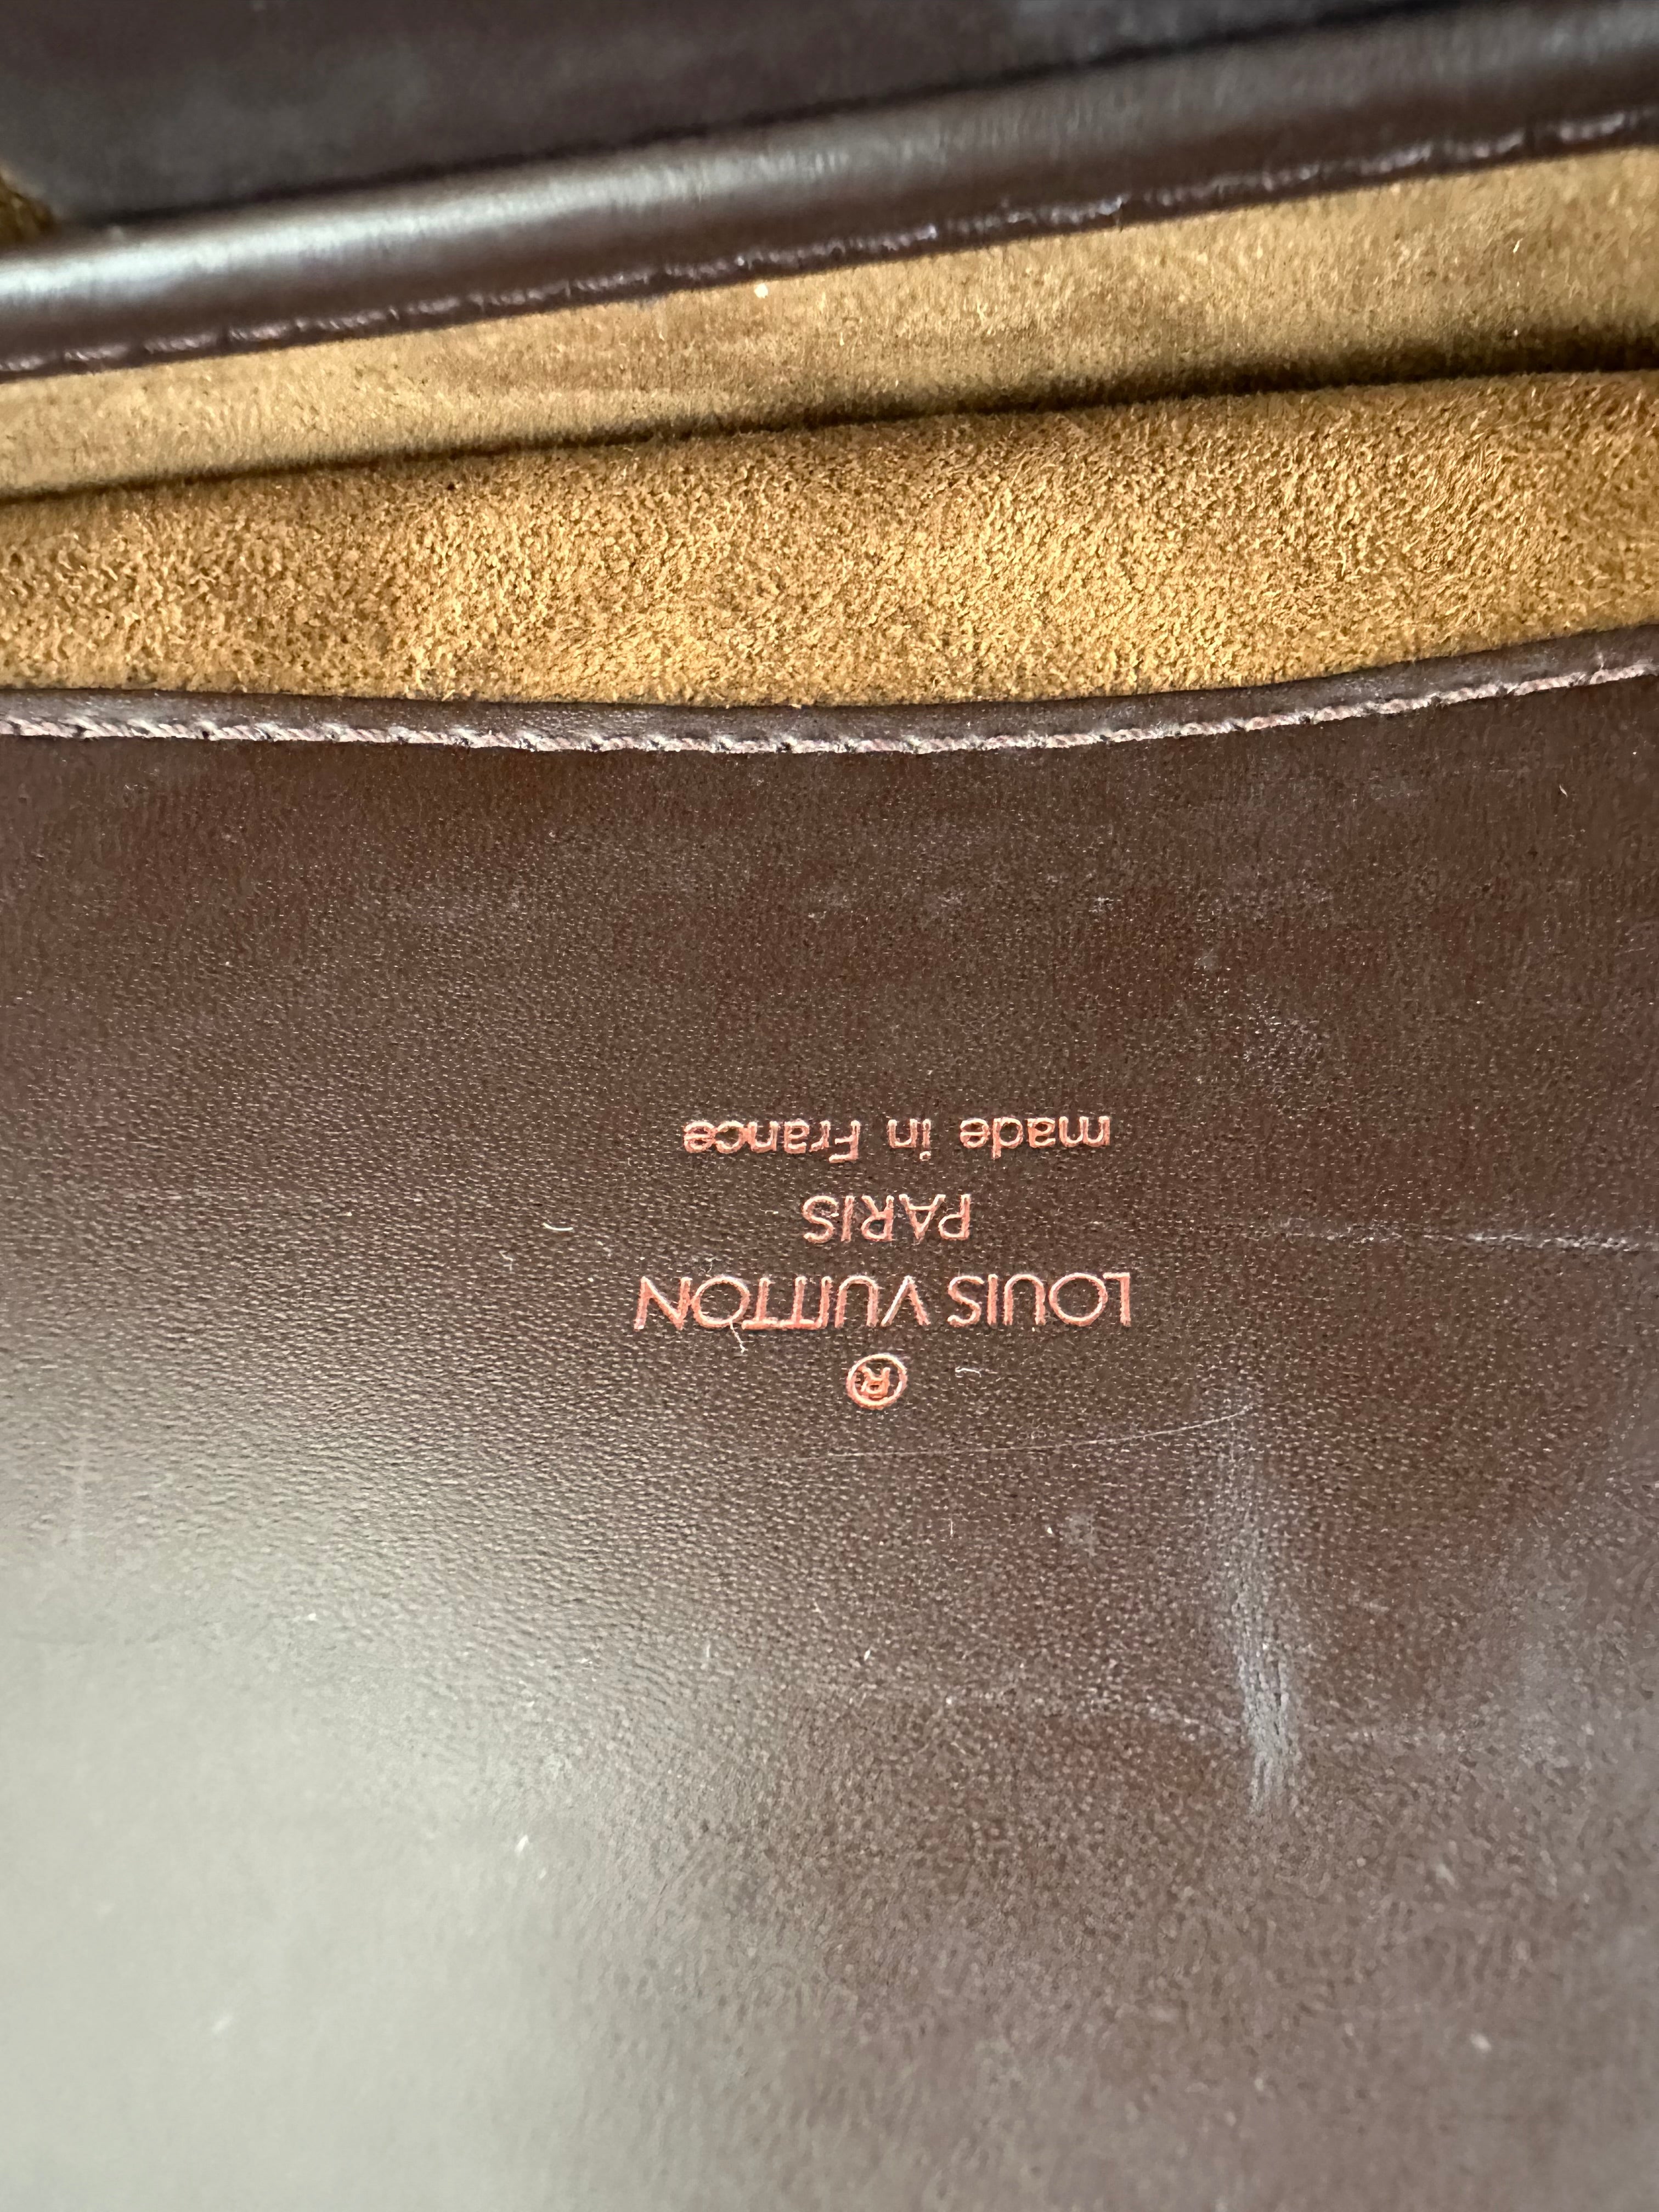 ®
LOUIS VUITTON
PARIS
made in France